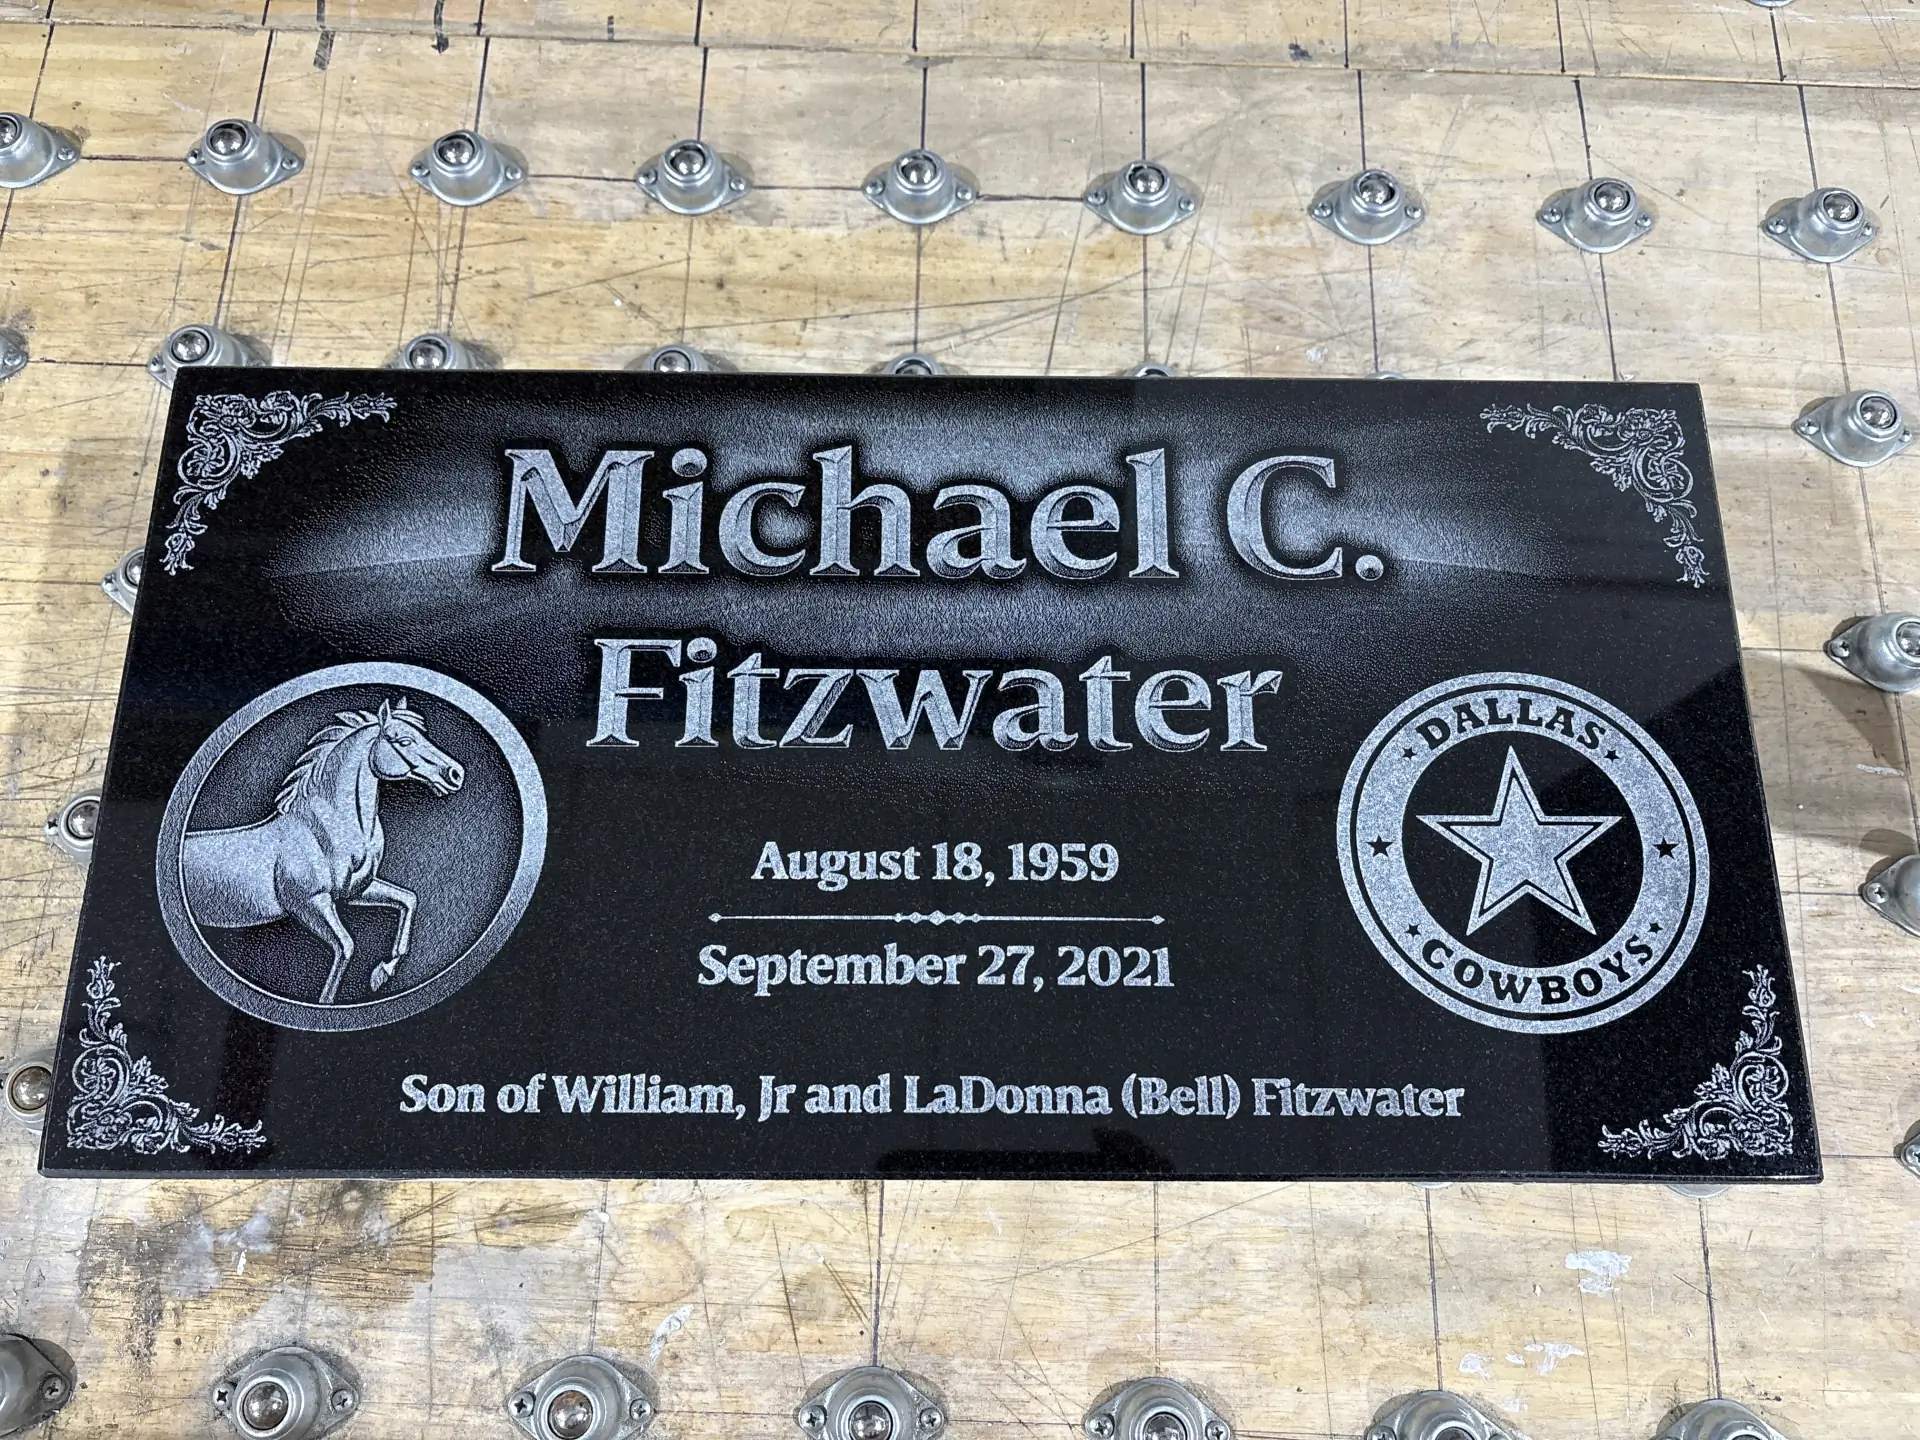 Michael C.
Fitzwater
August 18, 1959
September 27, 2021
DALLAS
COWBOYS
Son of William, Jr and LaDonna (Bell) Fitzwater